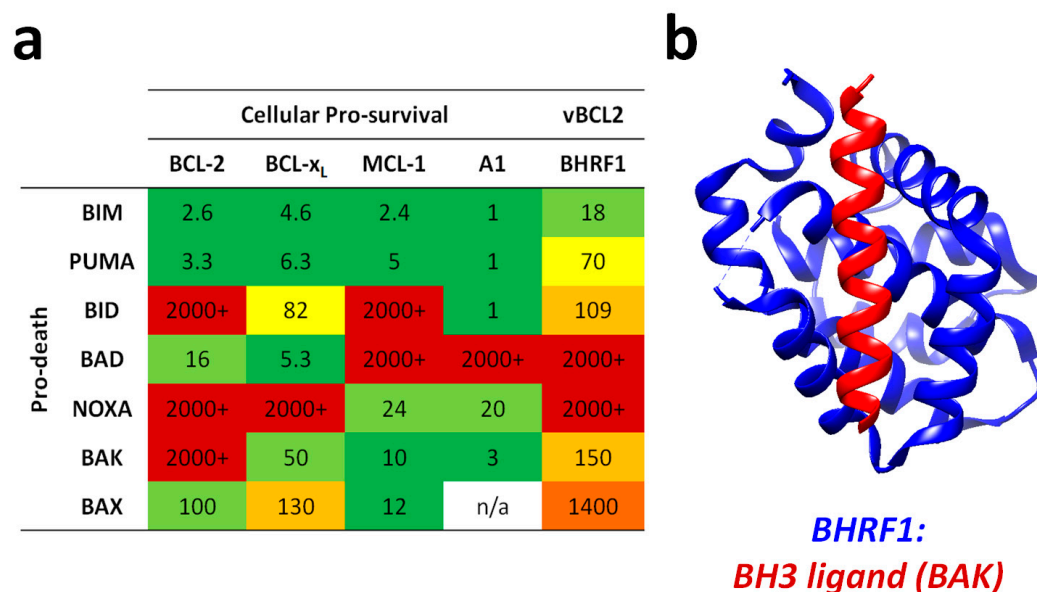 a
b
Cellular Pro-survival vBCL2
BCL-2 BCL-xL MCL-1 A1 BHRF1
Pro-death
BIM 2.6 4.6 2.4 1 18
PUMA 3.3 6.3 5 1 70
BID 2000+ 82 2000+ 1 109
BAD 16 5.3 2000+ 2000+ 2000+
NOXA 2000+ 2000+ 24 20 2000+
BAK 2000+ 50 10 3 150
BAX 100 130 12 n/a 1400
BHRF1:
BH3 ligand (BAK)